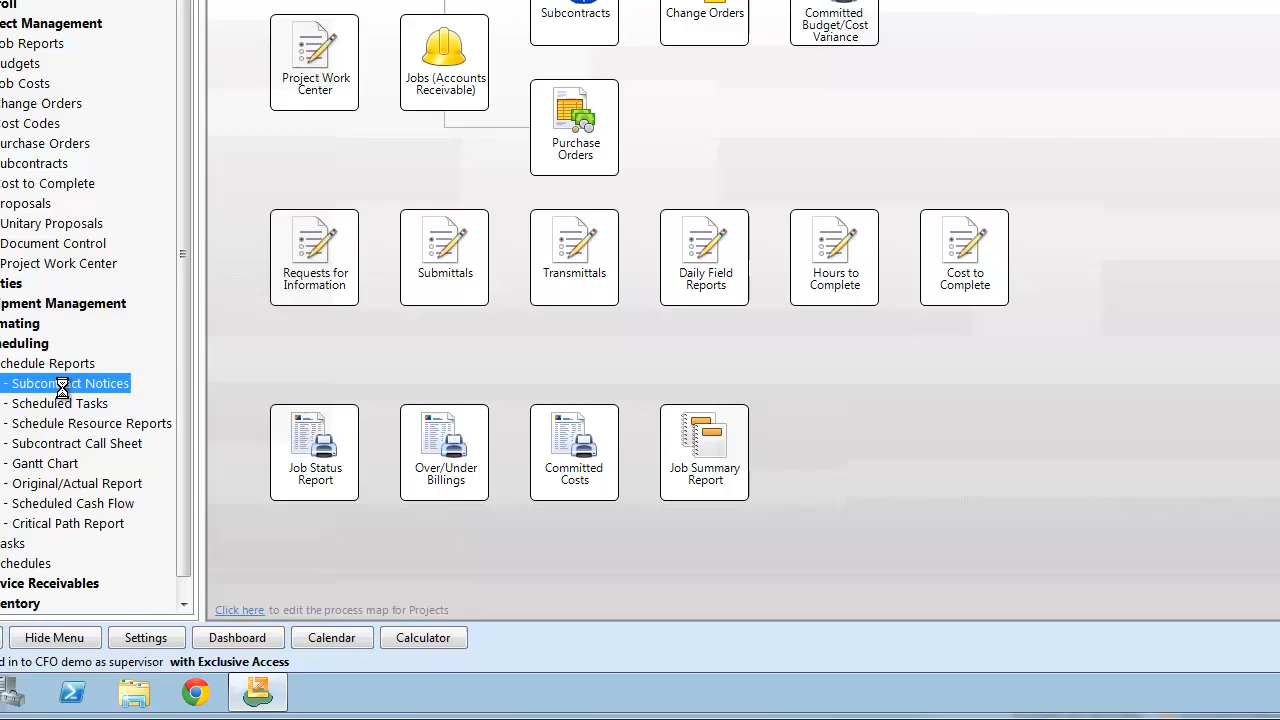 roll
ect Management
ob Reports
udgets
ob Costs
hange Orders
ost Codes
urchase Orders
ubcontracts
ost to Complete
roposals
Unitary Proposals
Document Control
Project Work Center
ties
ipment Management
mating
eduling
chedule Reports
- Subcontract Notices
- Scheduled Tasks
Schedule Resource Reports
- Subcontract Call Sheet
- Gantt Chart
- Original/Actual Report
- Scheduled Cash Flow
- Critical Path Report
asks
chedules
vice Receivables
entory
Subcontracts
Change Orders
Committed
Budget/Cost
Variance
Project Work
Center
Jobs (Accounts
Receivable)
Purchase
Orders
Requests for
Information
Submittals
Transmittals
Daily Field
Reports
Hours to
Complete
Cost to
Complete
Job Status
Report
Over/Under
Billings
Committed
Costs
Job Summary
Report
Click here to edit the process map for Projects
Hide Menu
Settings
Dashboard
Calendar
Calculator
d in to CFO demo as supervisor with Exclusive Access